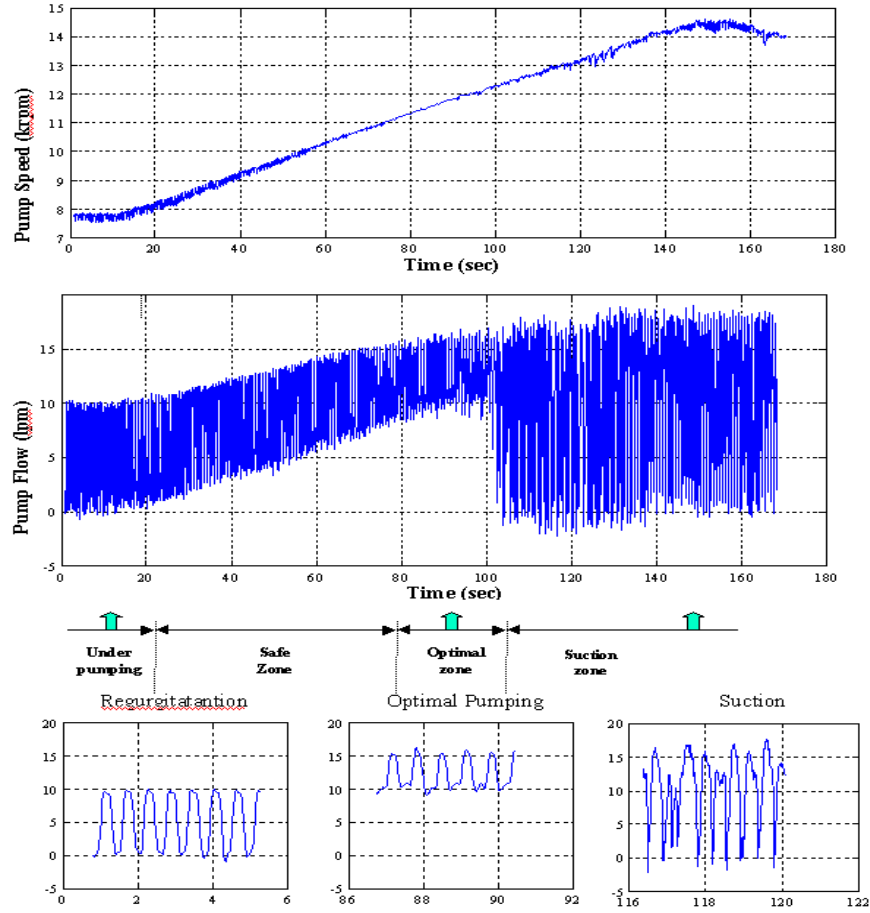 15
14
13
12
11
10
9
8
7
Pump Speed (krpm)
0 20 40 60 80 100 120 140 160 180
Time (sec)
15
10
5
0
-5
Pump Flow (lpm)
0 20 40 60 80 100 120 140 160 180
Time (sec)
Under pumping
Safe Zone
Optimal zone
Suction zone
Regurgitatantion
20
15
10
5
0
-5
0 2 4 6
Optimal Pumping
20
15
10
5
0
-5
86 88 90 92
Suction
20
15
10
5
0
-5
116 118 120 122